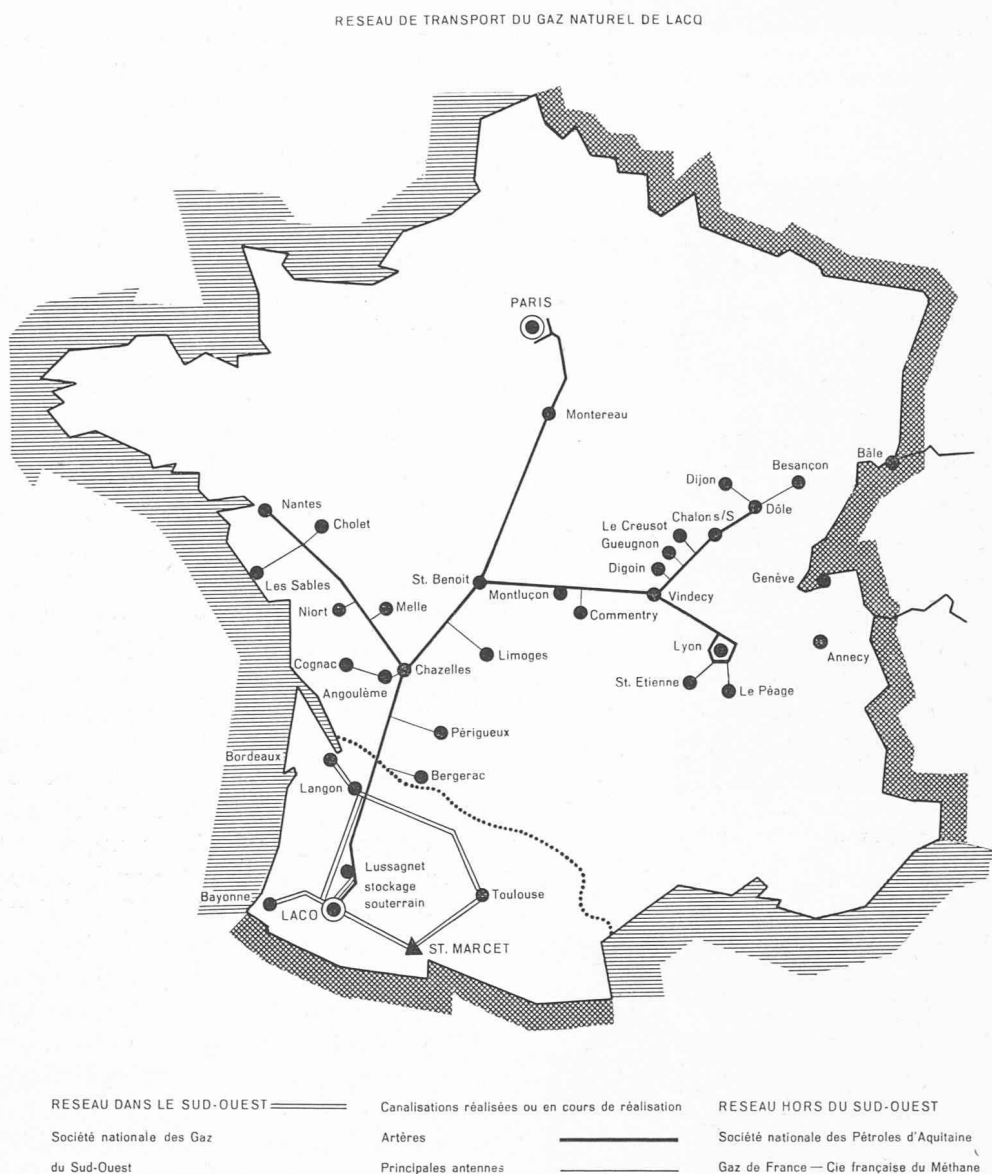 RESEAU DE TRANSPORT DU GAZ NATUREL DE LACQ
PARIS
Montereau
Bâle
Besançon
Dijon
Nantes
Dôle
Cholet
Chalons/S
Le Creusot
Gueugnon
Digoin
St. Benoit
Genève
Les Sables
Montluçon
Vindecy
Niort
Melle
Commentry
Lyon
Annecy
Limoges
Cognac
Chazelles
St. Etienne
Angoulème
Le Péage
Périgueux
Bordeaux
Bergerac
Langon
Lussagnet
stockage
souterrain
Bayonne
Toulouse
LACQ
ST. MARCET
RESEAU DANS LE SUD-OUEST Canalisations réalisées ou en cours de réalisation RESEAU HORS DU SUD-OUEST
Société nationale des Gaz Artères Société nationale des Pétroles d'Aquitaine
du Sud-Ouest Principales antennes Gaz de France — Cie française du Méthane